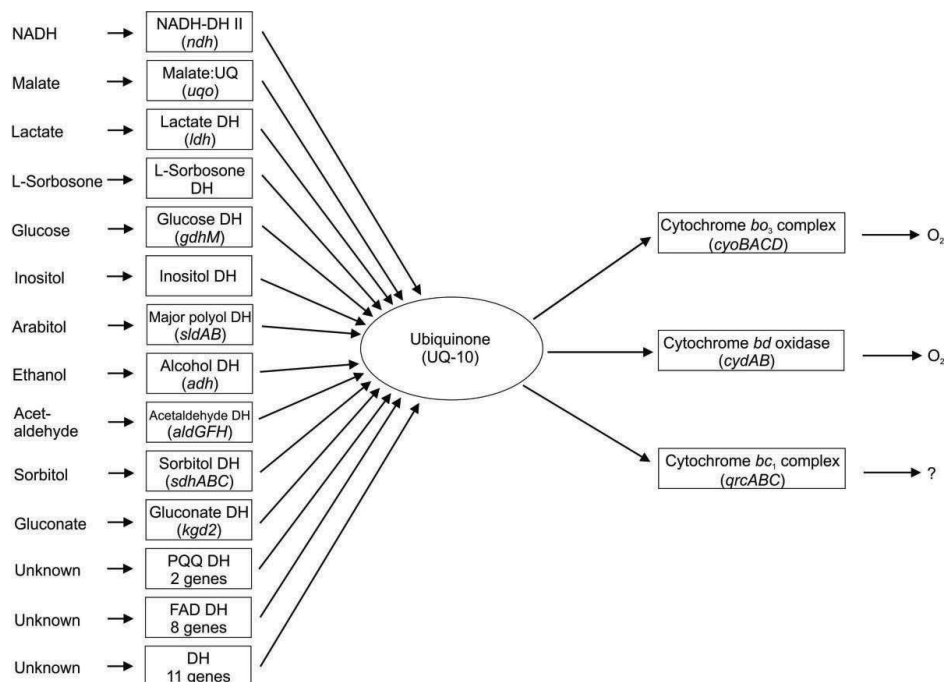 NADH
NADH-DH II
(ndh)
Malate
Malate:UQ
(uqo)
Lactate
Lactate DH
(ldh)
L-Sorbosone
L-Sorbosone
DH
Glucose
Glucose DH
(gdhM)
Inositol
Inositol DH
Arabitol
Major polyol DH
(sldAB)
Ethanol
Alcohol DH
(adh)
Acet-
aldehyde
Acetaldehyde DH
(aldGFH)
Sorbitol
Sorbitol DH
(sdhABC)
Gluconate
Gluconate DH
(kgd2)
Unknown
PQQ DH
2 genes
Unknown
FAD DH
8 genes
Unknown
DH
11 genes
Ubiquinone
(UQ-10)
Cytochrome bo₃ complex
(cyoBACD)
O₂
Cytochrome bd oxidase
(cydAB)
O₂
Cytochrome bc₁ complex
(qrcABC)
?